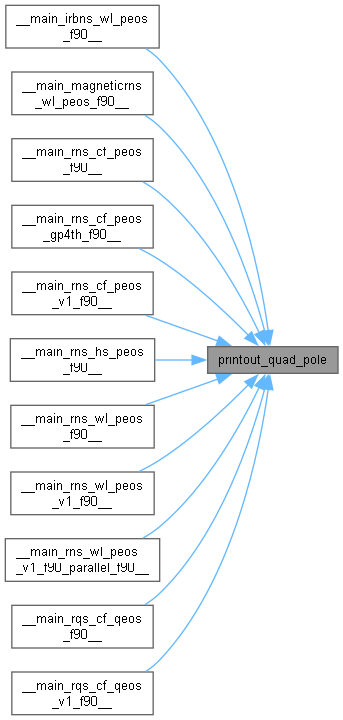 __main_irbns_wl_peos
_f90__
__main_magneticrns
_wl_peos_f90__
__main_rns_cf_peos
_f90__
__main_rns_cf_peos
_gp4th_f90__
__main_rns_cf_peos
_v1_f90__
__main_rns_hs_peos
_f90__
printout_quad_pole
__main_rns_wl_peos
_f90__
__main_rns_wl_peos
_v1_f90__
__main_rns_wl_peos
_v1_f90_parallel_f90__
__main_rqs_cf_qeos
_f90__
__main_rqs_cf_qeos
_v1_f90__